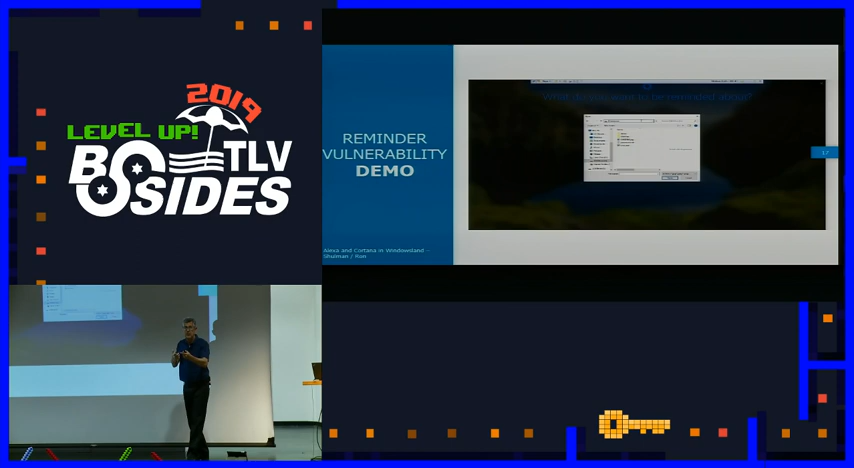 2019
LEVEL UP!
BSIDES TLV
REMINDER
VULNERABILITY
DEMO
Alexa and Cortana in Windowsland –
Shulman / Ron
What do you want to be reminded about?
17